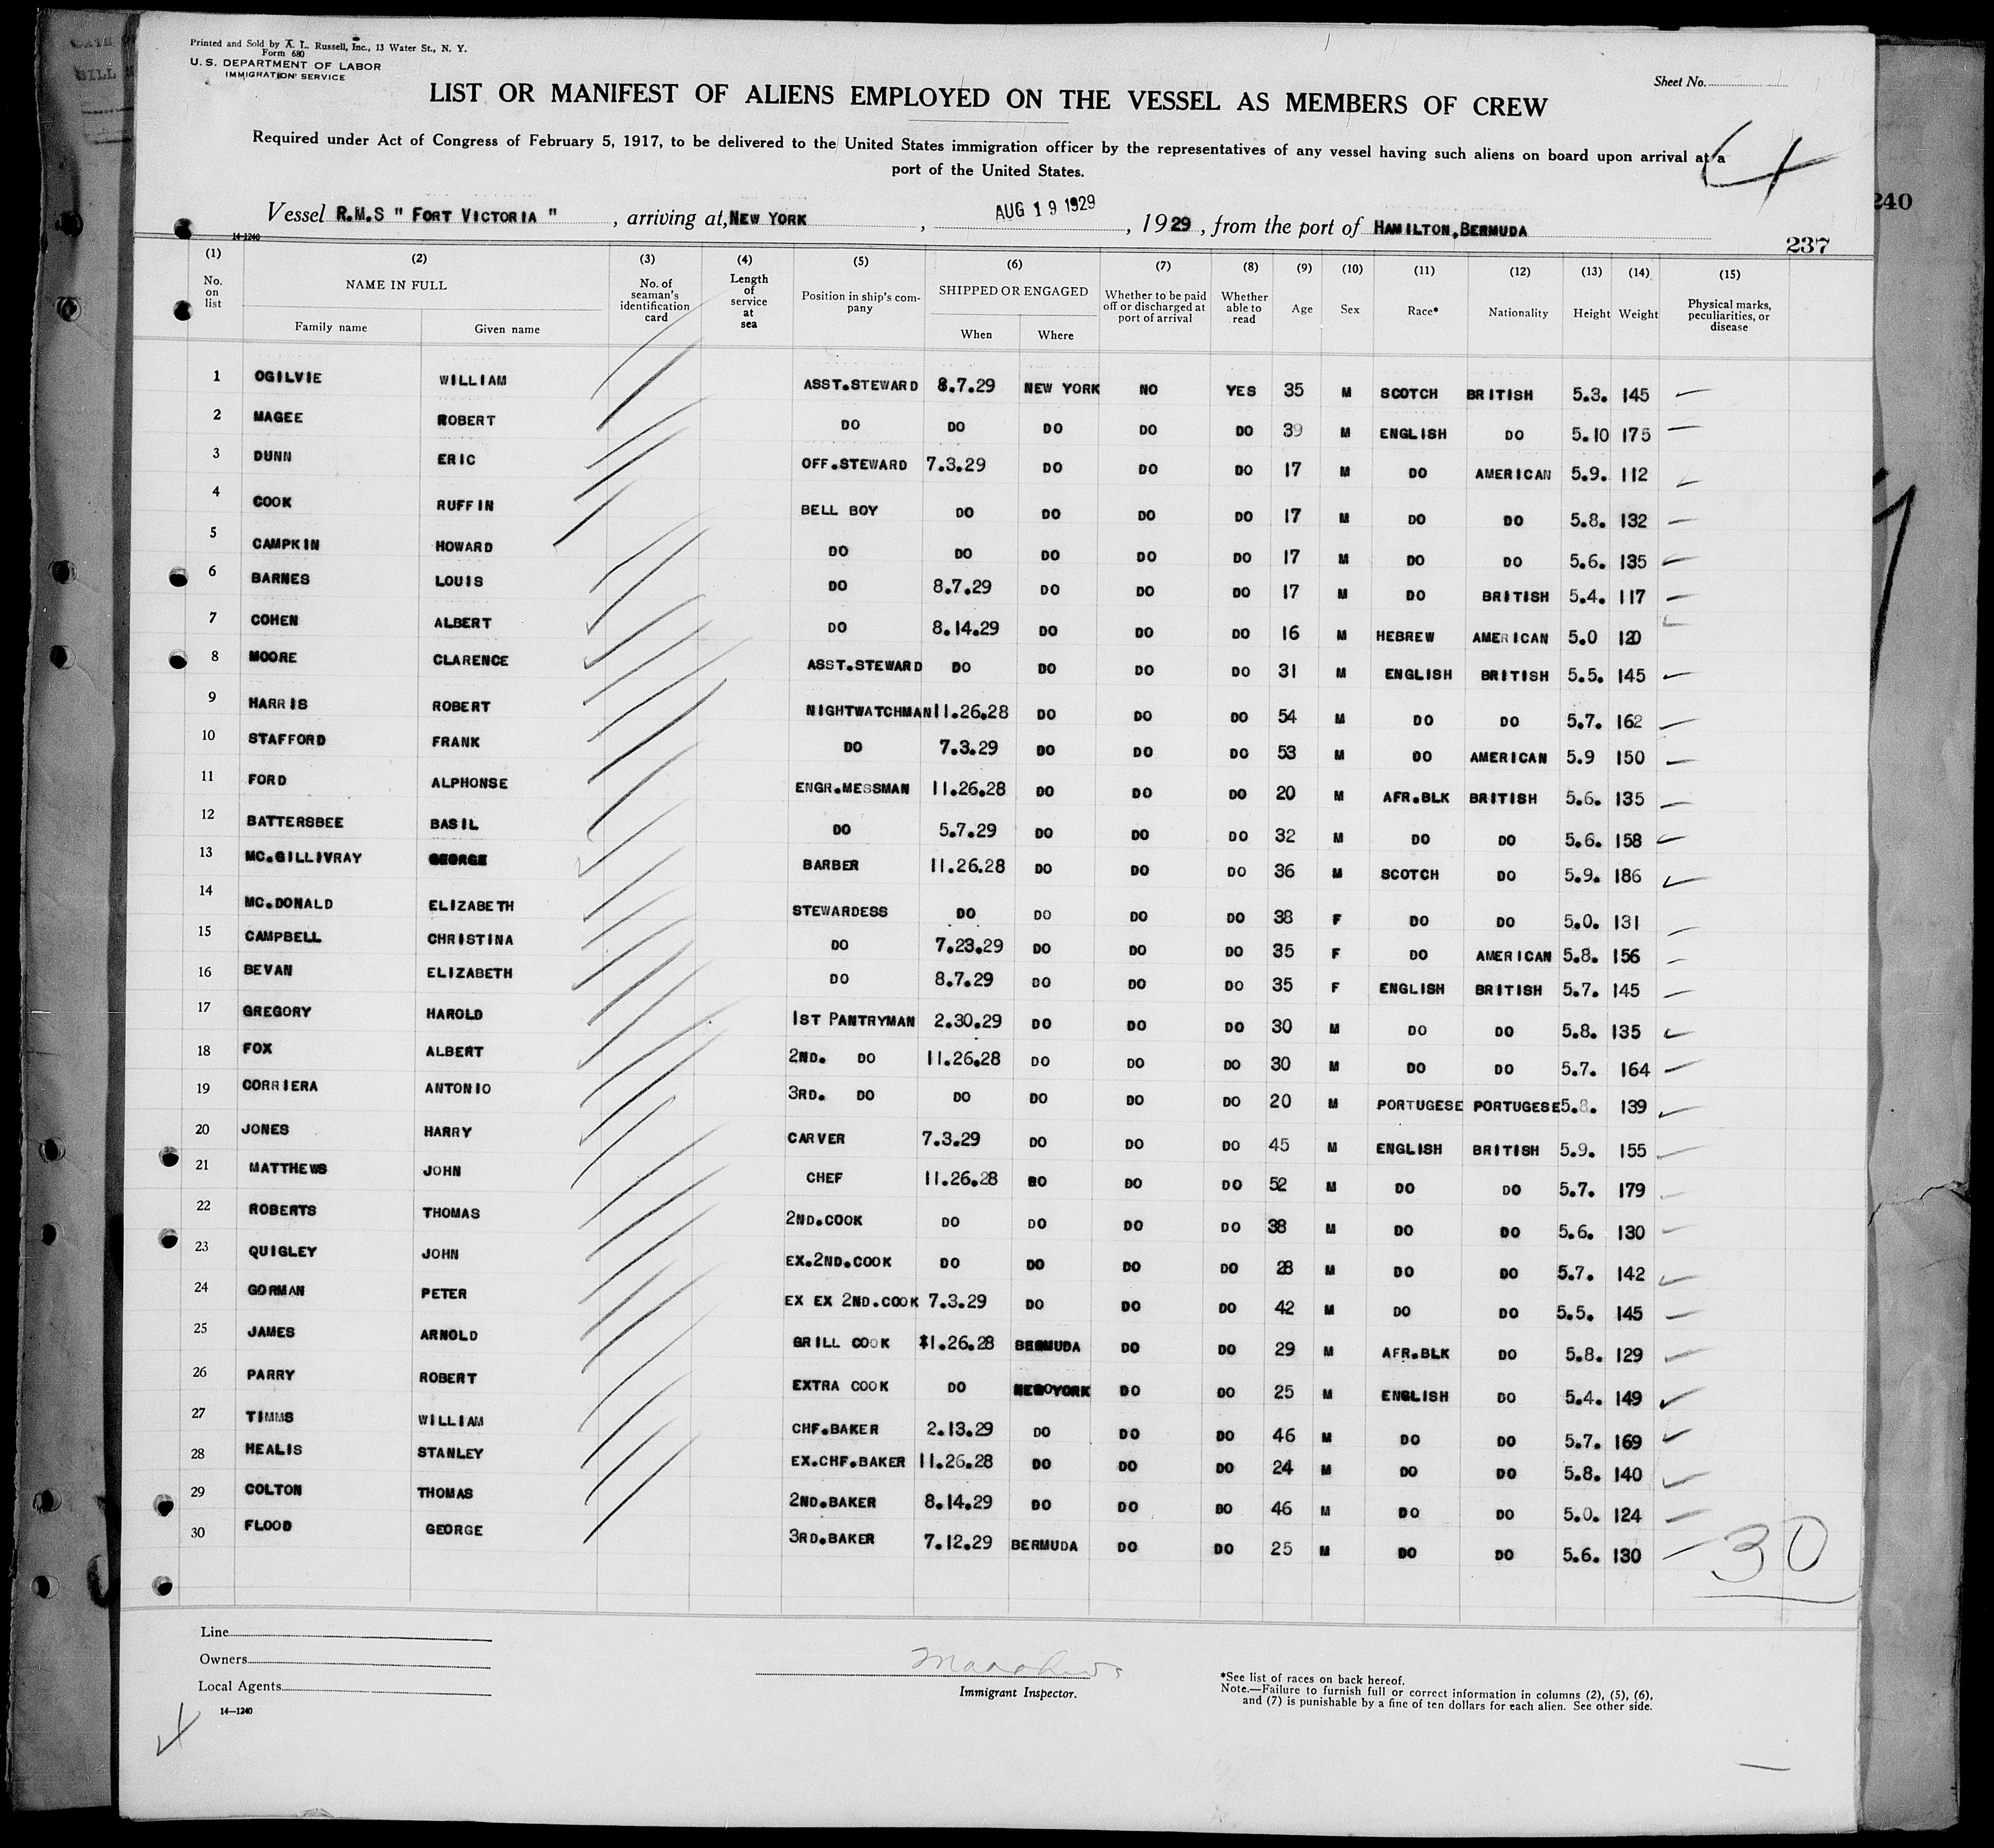 Printed and Sold by A. L. Russell, Inc., 13 Water St., N. Y.
Form 680
U. S. DEPARTMENT OF LABOR
IMMIGRATION SERVICE
Sheet No.
LIST OR MANIFEST OF ALIENS EMPLOYED ON THE VESSEL AS MEMBERS OF CREW
Required under Act of Congress of February 5, 1917, to be delivered to the United States immigration officer by the representatives of any vessel having such aliens on board upon arrival at a
port of the United States.
240
Vessel R.M.S " FORT VICTORIA " , arriving at, NEW YORK , AUG 19 1929 , 1929 , from the port of HAMILTON, BERMUDA
14-1240
237
(1) (2) (3) (4) (5) (6) (7) (8) (9) (10) (11) (12) (13) (14) (15)
No. on list NAME IN FULL Family name Given name No. of seaman's identification card Length of service at sea Position in ship's company SHIPPED OR ENGAGED When Where Whether to be paid off or discharged at port of arrival Whether able to read Age Sex Race* Nationality Height Weight Physical marks, peculiarities, or disease
1 OGILVIE WILLIAM ASST.STEWARD 8.7.29 NEW YORK NO YES 35 M SCOTCH BRITISH 5.3. 145
2 MAGEE ROBERT DO DO DO DO DO 39 M ENGLISH DO 5.10 175
3 DUNN ERIC OFF.STEWARD 7.3.29 DO DO DO 17 M DO AMERICAN 5.9. 112
4 COOK RUFFIN BELL BOY DO DO DO DO 17 M DO DO 5.8. 132
5 CAMPKIN HOWARD DO DO DO DO DO 17 M DO DO 5.6. 135
6 BARNES LOUIS DO 8.7.29 DO DO DO 17 M DO BRITISH 5.4. 117
7 COHEN ALBERT DO 8.14.29 DO DO DO 16 M HEBREW AMERICAN 5.0 120
8 MOORE CLARENCE ASST.STEWARD DO DO DO DO 31 M ENGLISH BRITISH 5.5. 145
9 HARRIS ROBERT NIGHTWATCHMAN 11.26.28 DO DO DO 54 M DO DO 5.7. 162
10 STAFFORD FRANK DO 7.3.29 DO DO DO 53 M DO AMERICAN 5.9 150
11 FORD ALPHONSE ENGR.MESSMAN 11.26.28 DO DO DO 20 M AFR.BLK BRITISH 5.6. 135
12 BATTERSBEE BASIL DO 5.7.29 DO DO DO 32 M DO DO 5.6. 158
13 MC.GILLIVRAY GEORGE BARBER 11.26.28 DO DO DO 36 M SCOTCH DO 5.9. 186
14 MC.DONALD ELIZABETH STEWARDESS DO DO DO DO 38 F DO DO 5.0. 131
15 CAMPBELL CHRISTINA DO 7.23.29 DO DO DO 35 F DO AMERICAN 5.8. 156
16 BEVAN ELIZABETH DO 8.7.29 DO DO DO 35 F ENGLISH BRITISH 5.7. 145
17 GREGORY HAROLD 1ST PANTRYMAN 2.30.29 DO DO DO 30 M DO DO 5.8. 135
18 FOX ALBERT 2ND. DO 11.26.28 DO DO DO 30 M DO DO 5.7. 164
19 CORRIERA ANTONIO 3RD. DO DO DO DO DO 20 M PORTUGESE PORTUGESE 5.8. 139
20 JONES HARRY CARVER 7.3.29 DO DO DO 45 M ENGLISH BRITISH 5.9. 155
21 MATTHEWS JOHN CHEF 11.26.28 DO DO DO 52 M DO DO 5.7. 179
22 ROBERTS THOMAS 2ND.COOK DO DO DO DO 38 M DO DO 5.6. 130
23 QUIGLEY JOHN EX.2ND.COOK DO DO DO DO 28 M DO DO 5.7. 142
24 GORMAN PETER EX EX 2ND.COOK 7.3.29 DO DO DO 42 M DO DO 5.5. 145
25 JAMES ARNOLD GRILL COOK 11.26.28 BERMUDA DO DO 29 M AFR.BLK DO 5.8. 129
26 PARRY ROBERT EXTRA COOK DO NEW YORK DO DO 25 M ENGLISH DO 5.4. 149
27 TIMMS WILLIAM CHF.BAKER 2.13.29 DO DO DO 46 M DO DO 5.7. 169
28 HEALIS STANLEY EX.CHF.BAKER 11.26.28 DO DO DO 24 M DO DO 5.8. 140
29 COLTON THOMAS 2ND.BAKER 8.14.29 DO DO DO 46 M DO DO 5.0. 124
30 FLOOD GEORGE 3RD.BAKER 7.12.29 BERMUDA DO DO 25 M DO DO 5.6. 130
30
Line
Owners
Local Agents
14—1240
Immigrant Inspector.
*See list of races on back hereof.
Note.—Failure to furnish full or correct information in columns (2), (5), (6),
and (7) is punishable by a fine of ten dollars for each alien. See other side.